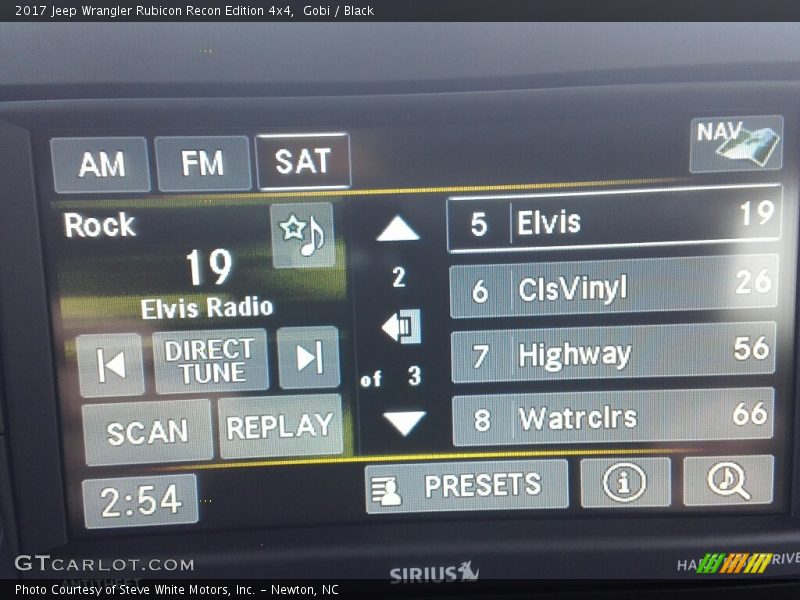 2017 Jeep Wrangler Rubicon Recon Edition 4x4, Gobi / Black
AM FM SAT NAV
Rock
19
Elvis Radio
DIRECT
TUNE
SCAN REPLAY
2:54
2
of 3
5 Elvis 19
6 ClsVinyl 26
7 Highway 56
8 Watrclrs 66
PRESETS i
GTCARLOT.COM
SIRIUS
Photo Courtesy of Steve White Motors, Inc. – Newton, NC